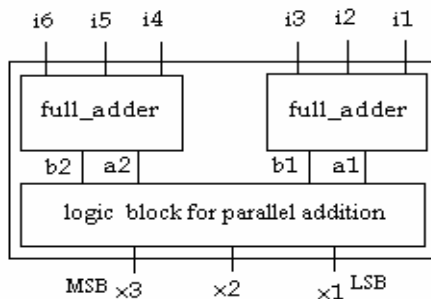 i6 i5 i4 i3 i2 i1
full_adder full_adder
b2 a2 b1 a1
logic block for parallel addition
MSB x3 x2 x1 LSB